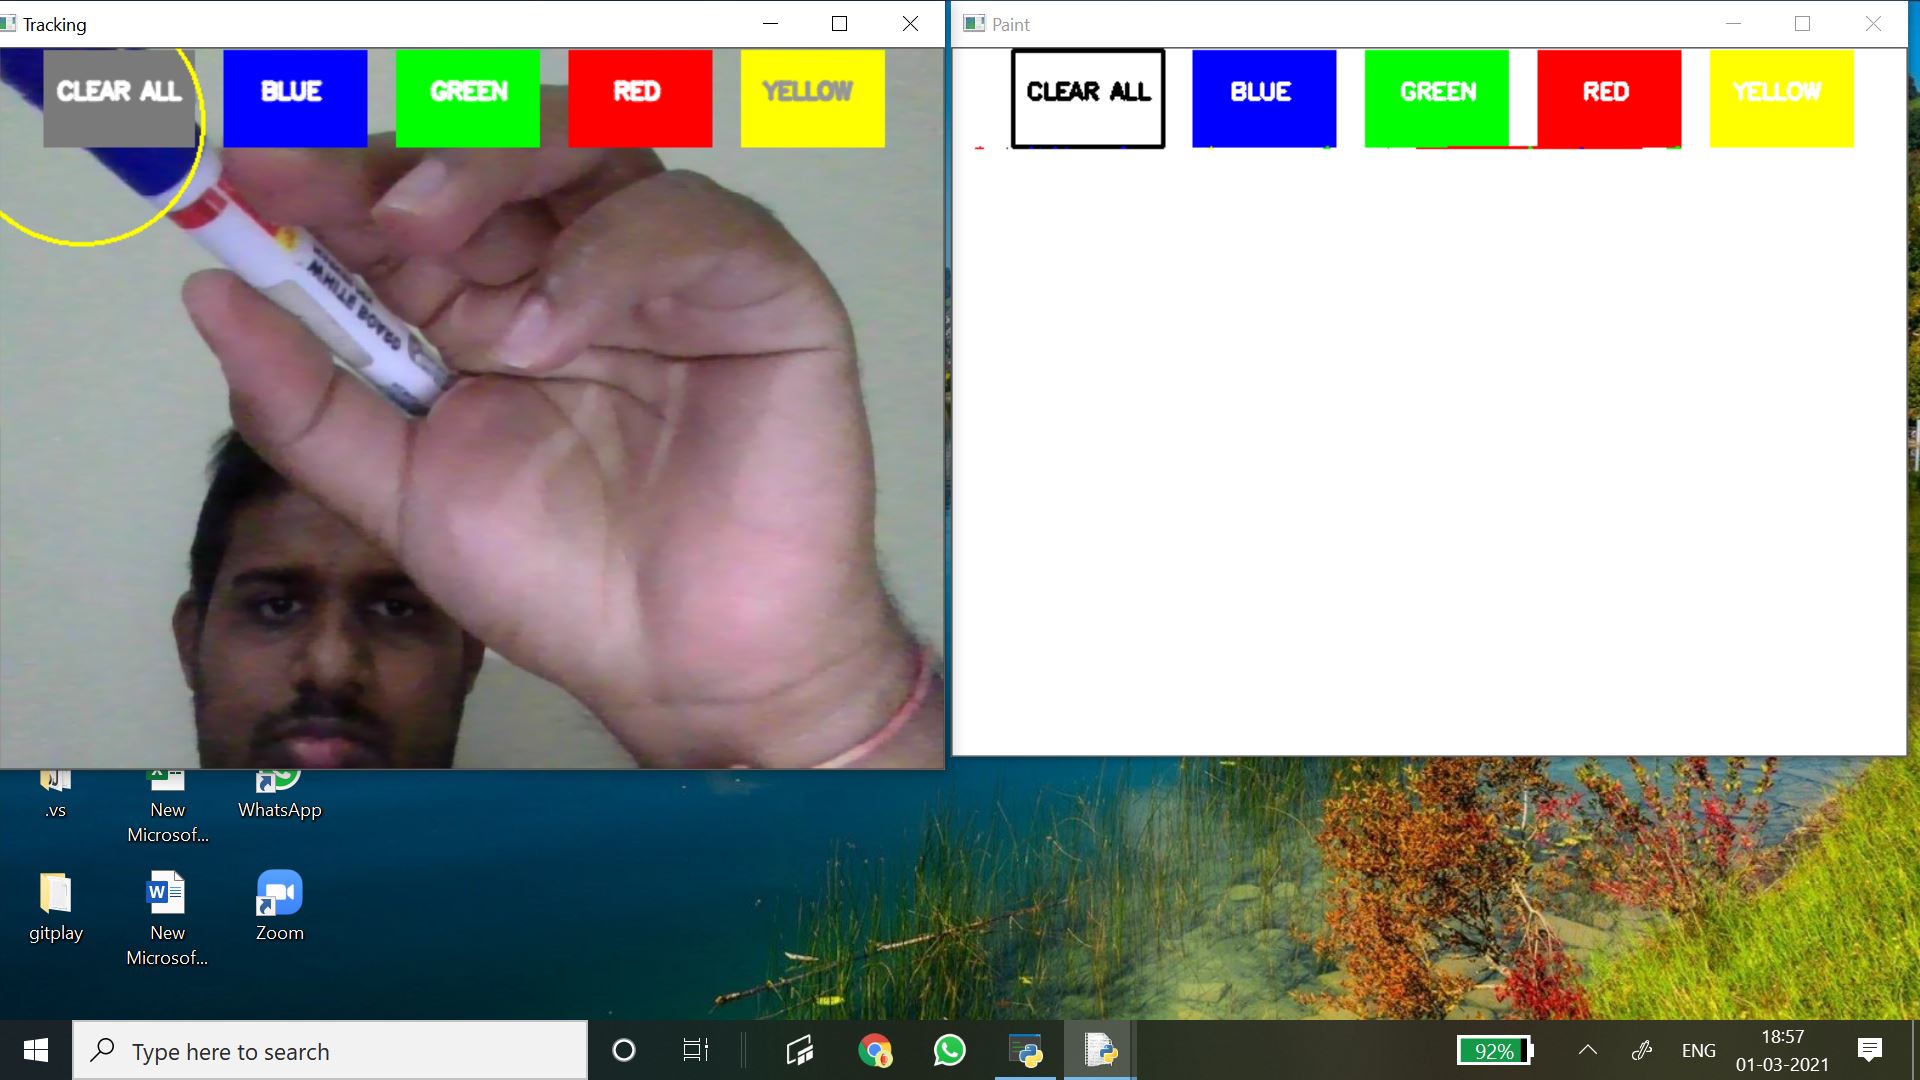 Tracking
CLEAR ALL
BLUE
GREEN
RED
YELLOW
WHITE BOARD
Paint
CLEAR ALL
BLUE
GREEN
RED
YELLOW
.vs
New
Microsof...
WhatsApp
gitplay
New
Microsof...
Zoom
Type here to search
92%
ENG
18:57
01-03-2021